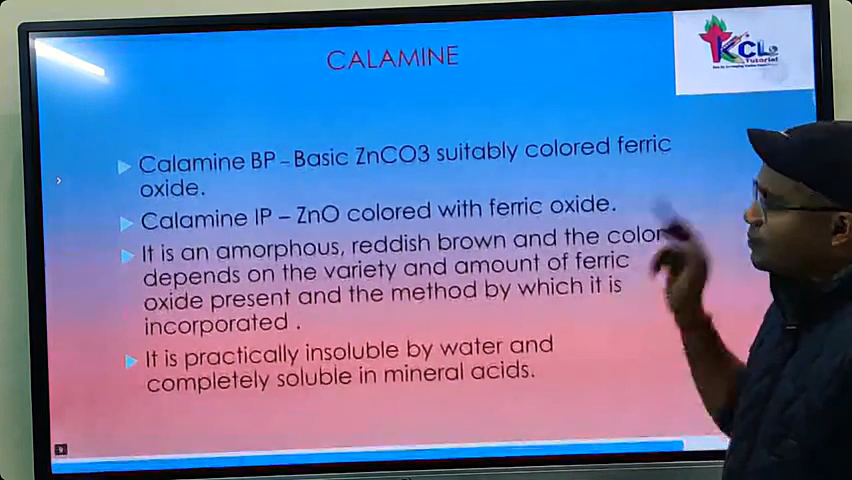 CALAMINE
KCL
Tutorial
Calamine BP – Basic ZnCO3 suitably colored ferric
oxide.
Calamine IP – ZnO colored with ferric oxide.
It is an amorphous, reddish brown and the color
depends on the variety and amount of ferric
oxide present and the method by which it is
incorporated .
It is practically insoluble by water and
completely soluble in mineral acids.